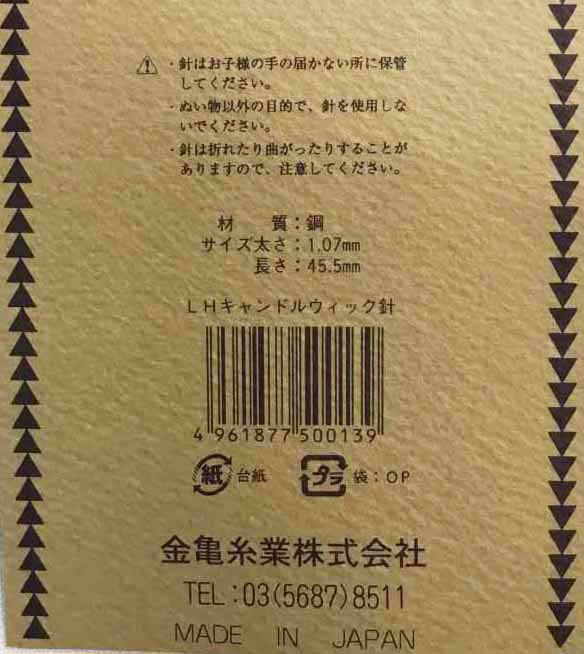 ・針はお子様の手の届かない所に保管
してください。
・ぬい物以外の目的で、針を使用しな
いでください。
・針は折れたり曲がったりすることが
ありますので、注意してください。
材　　質：鋼
サイズ太さ：1.07mm
長さ：45.5mm
LHキャンドルウィック針
4 961877 500139
紙 台紙
プラ 袋：OP
金亀糸業株式会社
TEL：03(5687)8511
MADE IN JAPAN